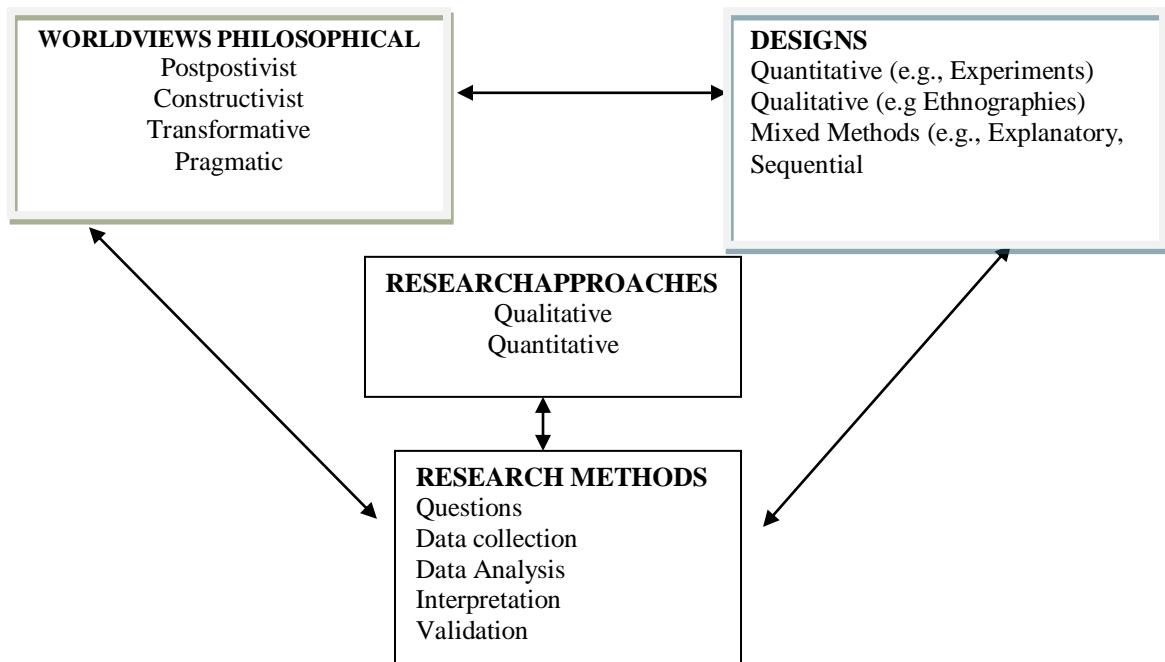 WORLDVIEWS PHILOSOPHICAL
Postpostivist
Constructivist
Transformative
Pragmatic
DESIGNS
Quantitative (e.g., Experiments)
Qualitative (e.g Ethnographies)
Mixed Methods (e.g., Explanatory,
Sequential
RESEARCHAPPROACHES
Qualitative
Quantitative
RESEARCH METHODS
Questions
Data collection
Data Analysis
Interpretation
Validation